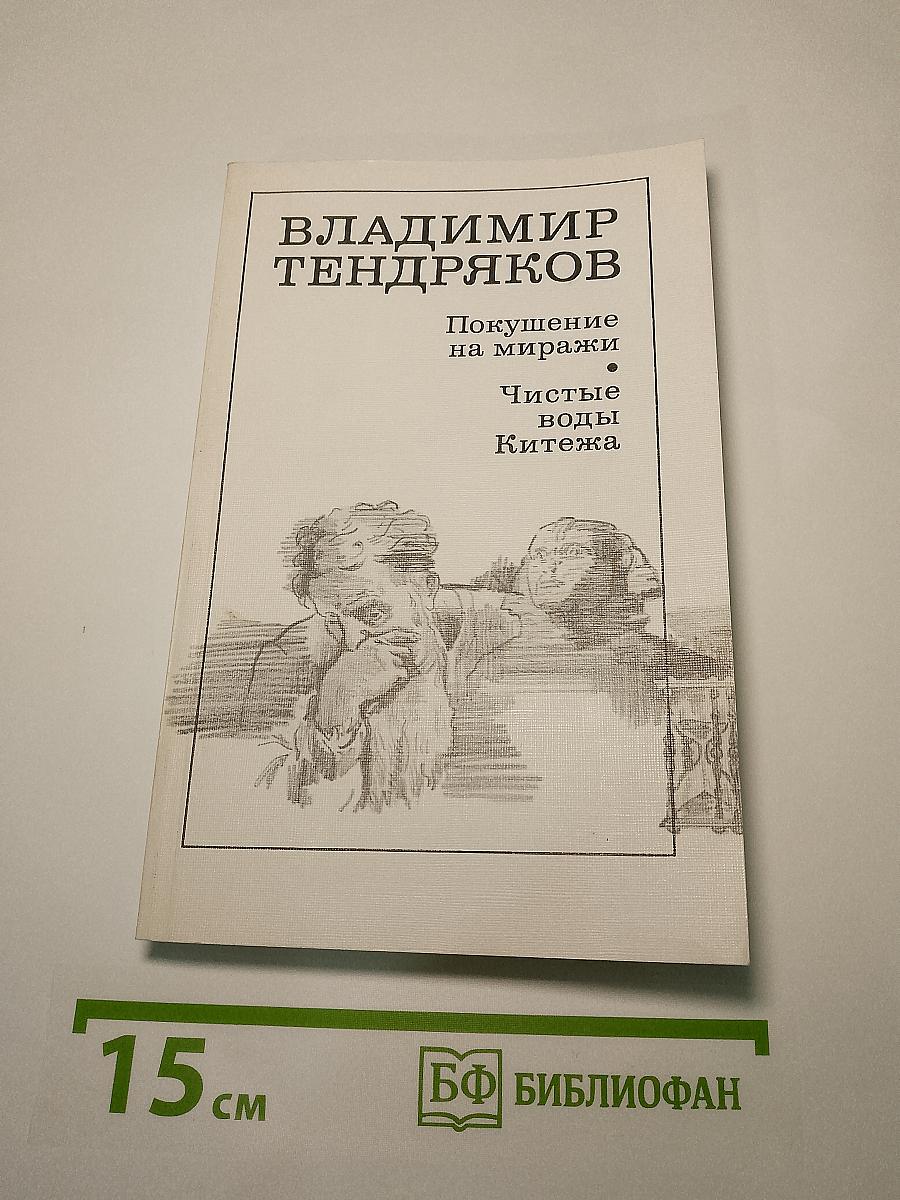 ВЛАДИМИР
ТЕНДРЯКОВ
Покушение
на миражи
•
Чистые
воды
Китежа
15 см
БФ БИБЛИОФАН